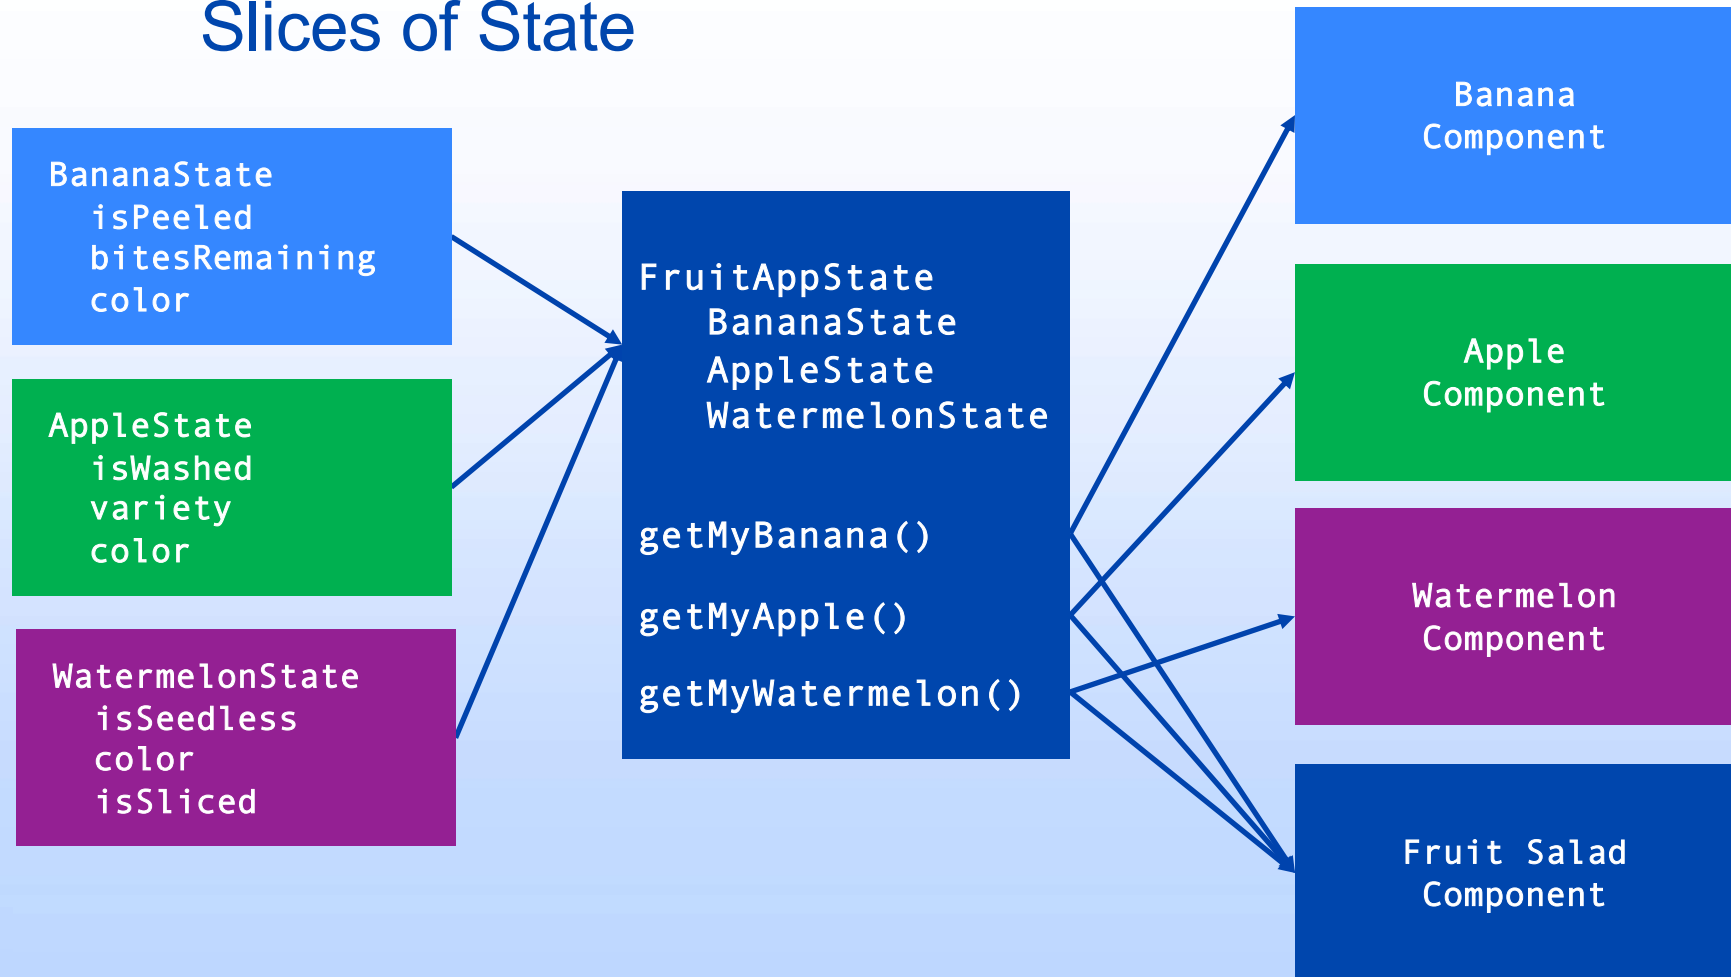 Slices of State
BananaState
isPeeled
bitesRemaining
color
AppleState
isWashed
variety
color
WatermelonState
isSeedless
color
isSliced
FruitAppState
BananaState
AppleState
WatermelonState
getMyBanana()
getMyApple()
getMyWatermelon()
Banana
Component
Apple
Component
Watermelon
Component
Fruit Salad
Component